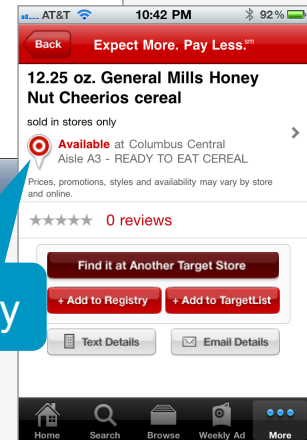 AT&T 10:42 PM 92%
Back Expect More. Pay Less.℠
12.25 oz. General Mills Honey
Nut Cheerios cereal
sold in stores only
Available at Columbus Central
Aisle A3 - READY TO EAT CEREAL
Prices, promotions, styles and availability may vary by store
and online.
0 reviews
Find it at Another Target Store
+ Add to Registry + Add to TargetList
Text Details Email Details
Home Search Browse Weekly Ad More